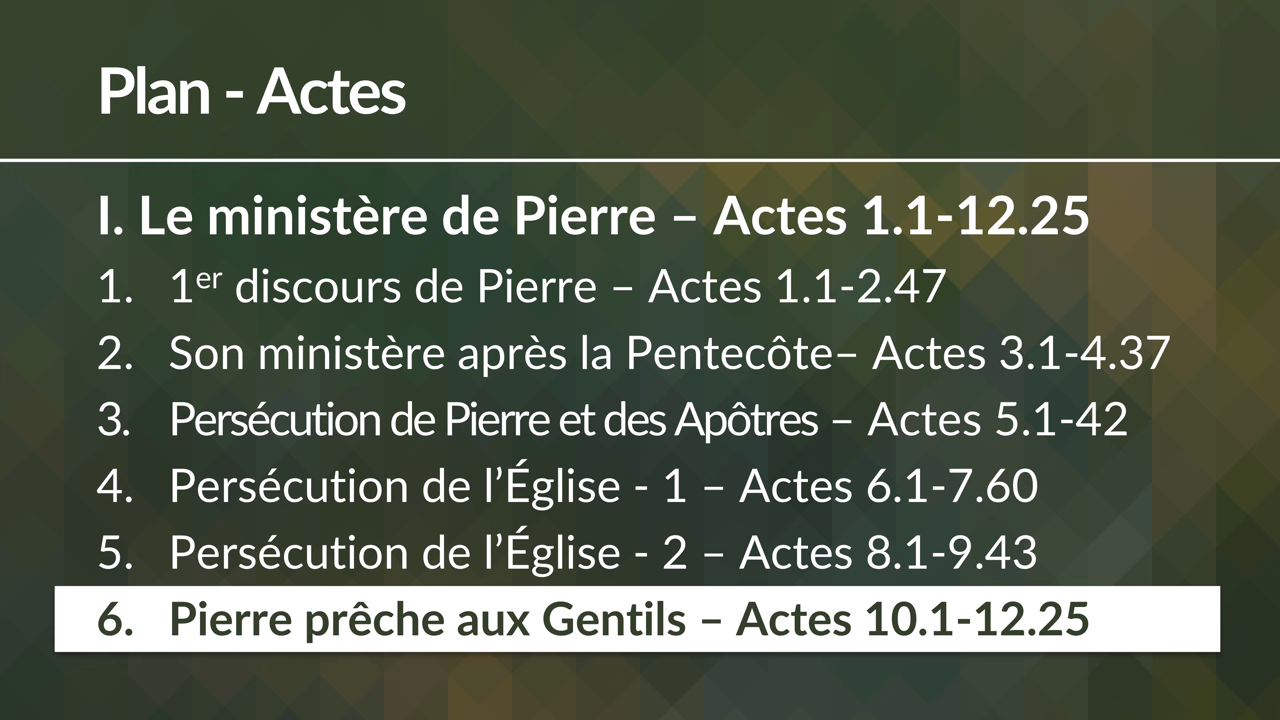 Plan - Actes
I. Le ministère de Pierre – Actes 1.1-12.25
1. 1er discours de Pierre – Actes 1.1-2.47
2. Son ministère après la Pentecôte– Actes 3.1-4.37
3. Persécution de Pierre et des Apôtres – Actes 5.1-42
4. Persécution de l’Église - 1 – Actes 6.1-7.60
5. Persécution de l’Église - 2 – Actes 8.1-9.43
6. Pierre prêche aux Gentils – Actes 10.1-12.25